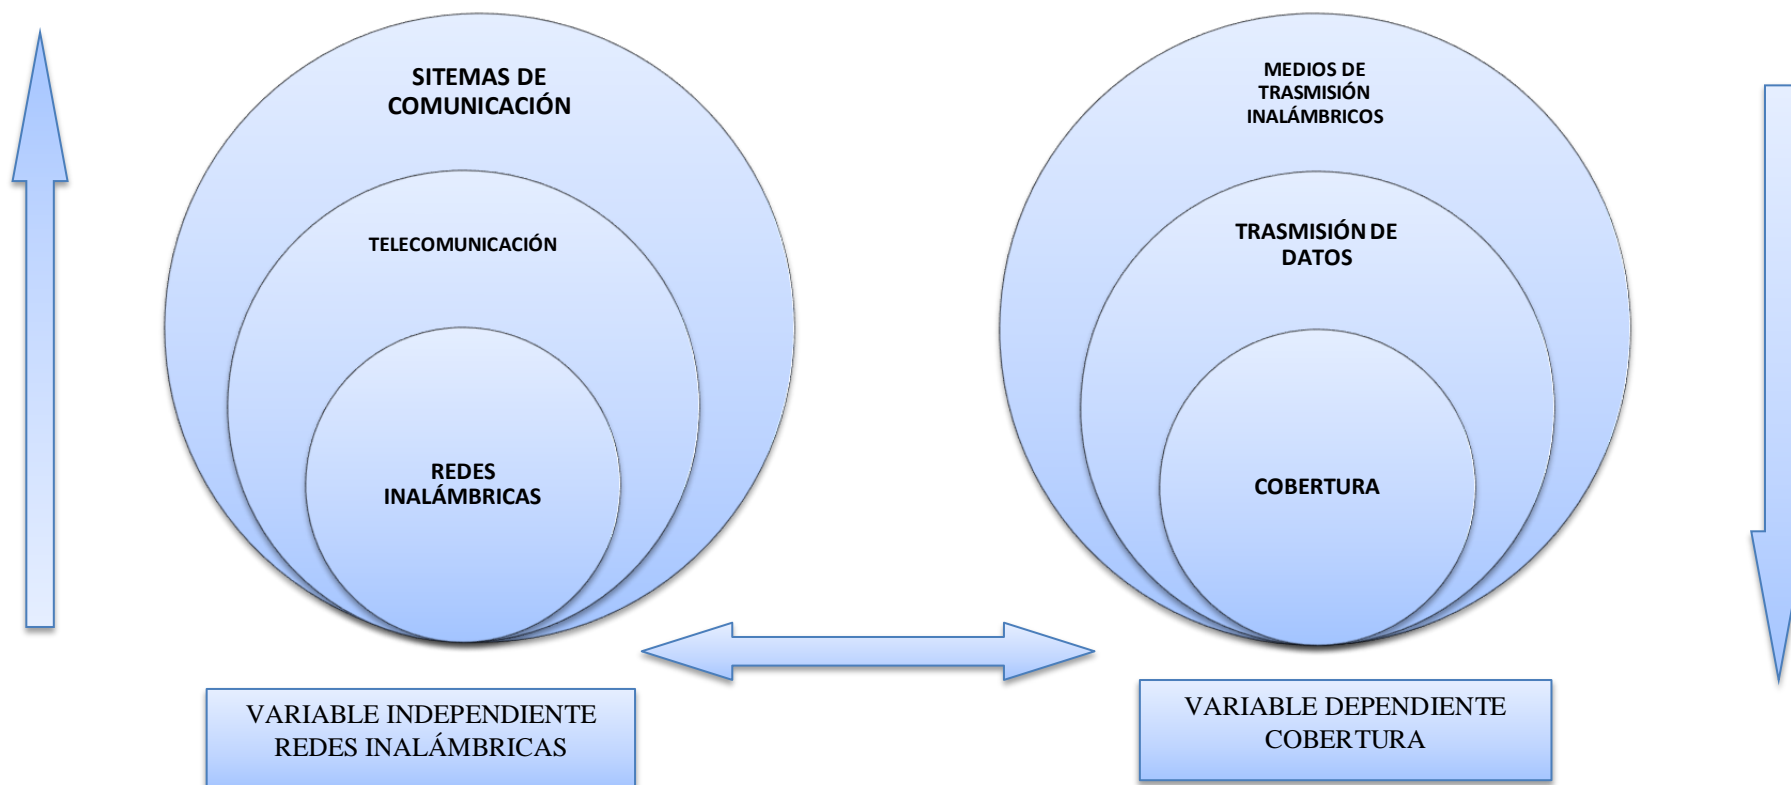 SITEMAS DE
COMUNICACIÓN
TELECOMUNICACIÓN
REDES
INALÁMBRICAS
VARIABLE INDEPENDIENTE
REDES INALÁMBRICAS
MEDIOS DE
TRASMISIÓN
INALÁMBRICOS
TRASMISIÓN DE
DATOS
COBERTURA
VARIABLE DEPENDIENTE
COBERTURA